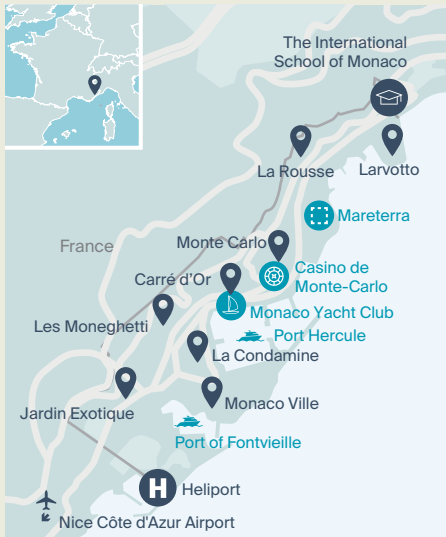 The International
School of Monaco
La Rousse
Larvotto
Mareterra
France
Monte Carlo
Casino de
Monte-Carlo
Carré d'Or
Monaco Yacht Club
Les Moneghetti
Port Hercule
La Condamine
Jardin Exotique
Monaco Ville
Port of Fontvieille
H
Heliport
Nice Côte d'Azur Airport